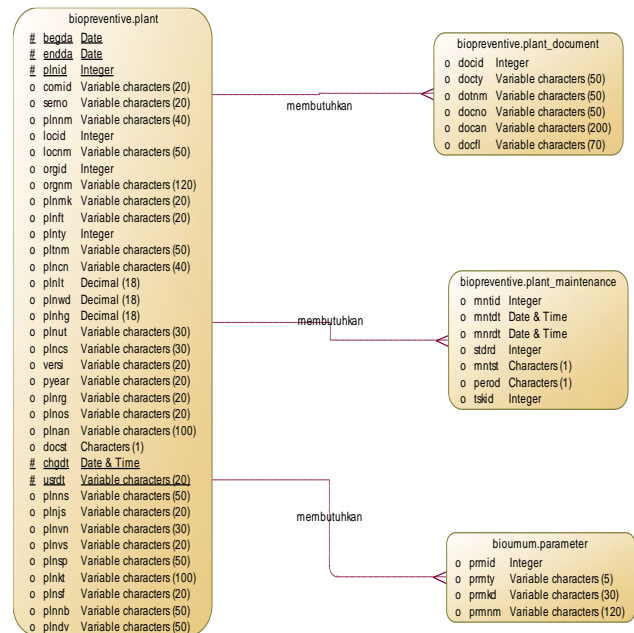 biopreventive.plant
# begda Date
# endda Date
# plnid Integer
o comid Variable characters (20)
o serno Variable characters (20)
o plnnm Variable characters (40)
o locid Integer
o locnm Variable characters (50)
o orgid Integer
o orgnm Variable characters (120)
o plnmk Variable characters (20)
o plnft Variable characters (20)
o plnty Integer
o pltnm Variable characters (50)
o plncn Variable characters (40)
o plnlt Decimal (18)
o plnwd Decimal (18)
o plnhg Decimal (18)
o plnut Variable characters (30)
o plncs Variable characters (30)
o versi Variable characters (20)
o pyear Variable characters (20)
o plnrg Variable characters (20)
o plnos Variable characters (20)
o plnan Variable characters (100)
o docst Characters (1)
# chgdt Date & Time
# usrdt Variable characters (20)
o plnns Variable characters (50)
o plnjs Variable characters (20)
o plnvn Variable characters (30)
o plnvs Variable characters (20)
o plnsp Variable characters (50)
o plnkt Variable characters (100)
o plnsf Variable characters (20)
o plnnb Variable characters (50)
o plndv Variable characters (50)
membutuhkan
biopreventive.plant_document
o docid Integer
o docty Variable characters (50)
o dotnm Variable characters (50)
o docno Variable characters (50)
o docan Variable characters (200)
o docfl Variable characters (70)
membutuhkan
biopreventive.plant_maintenance
o mntid Integer
o mntdt Date & Time
o mnrdt Date & Time
o stdrd Integer
o mntst Characters (1)
o perod Characters (1)
o tskid Integer
membutuhkan
bioumum.parameter
o prmid Integer
o prmty Variable characters (5)
o prmkd Variable characters (30)
o prmnm Variable characters (120)